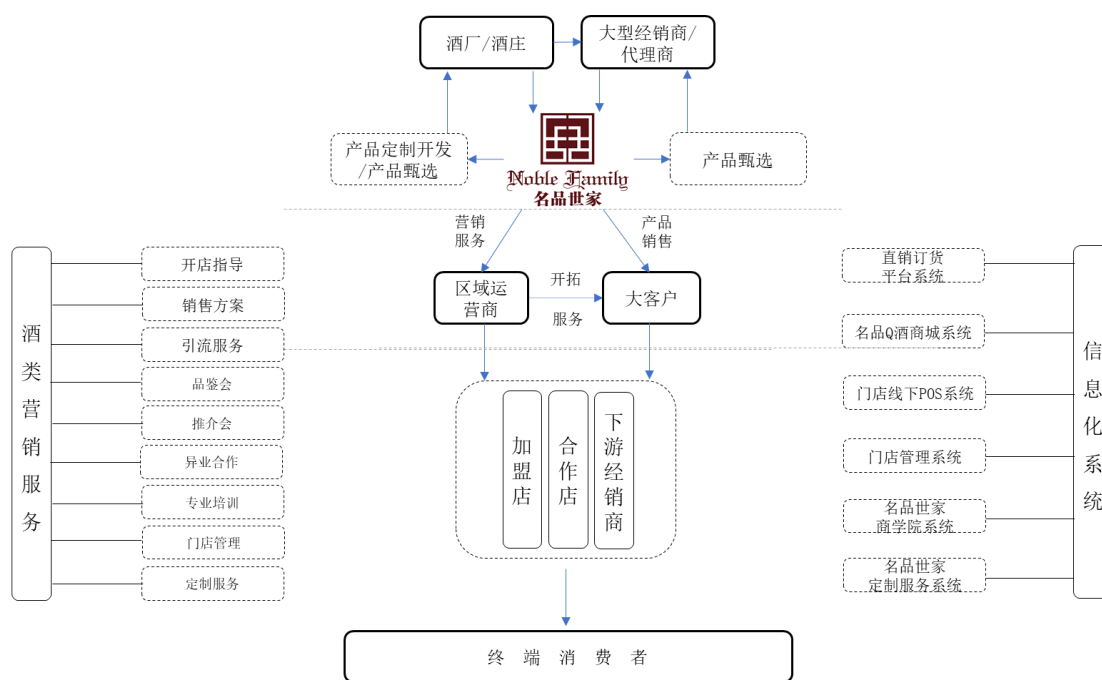 酒厂/酒庄
大型经销商/
代理商
产品定制开发
/产品甄选
Noble Family
名品世家
产品甄选
营销
服务
产品
销售
区域运
营商
开拓
服务
大客户
酒类营销服务
开店指导
销售方案
引流服务
品鉴会
推介会
异业合作
专业培训
门店管理
定制服务
加盟店
合作店
下游经销商
直销订货
平台系统
名品Q酒商城系统
门店线下POS系统
门店管理系统
名品世家
商学院系统
名品世家
定制服务系统
信息化系统
终端消费者